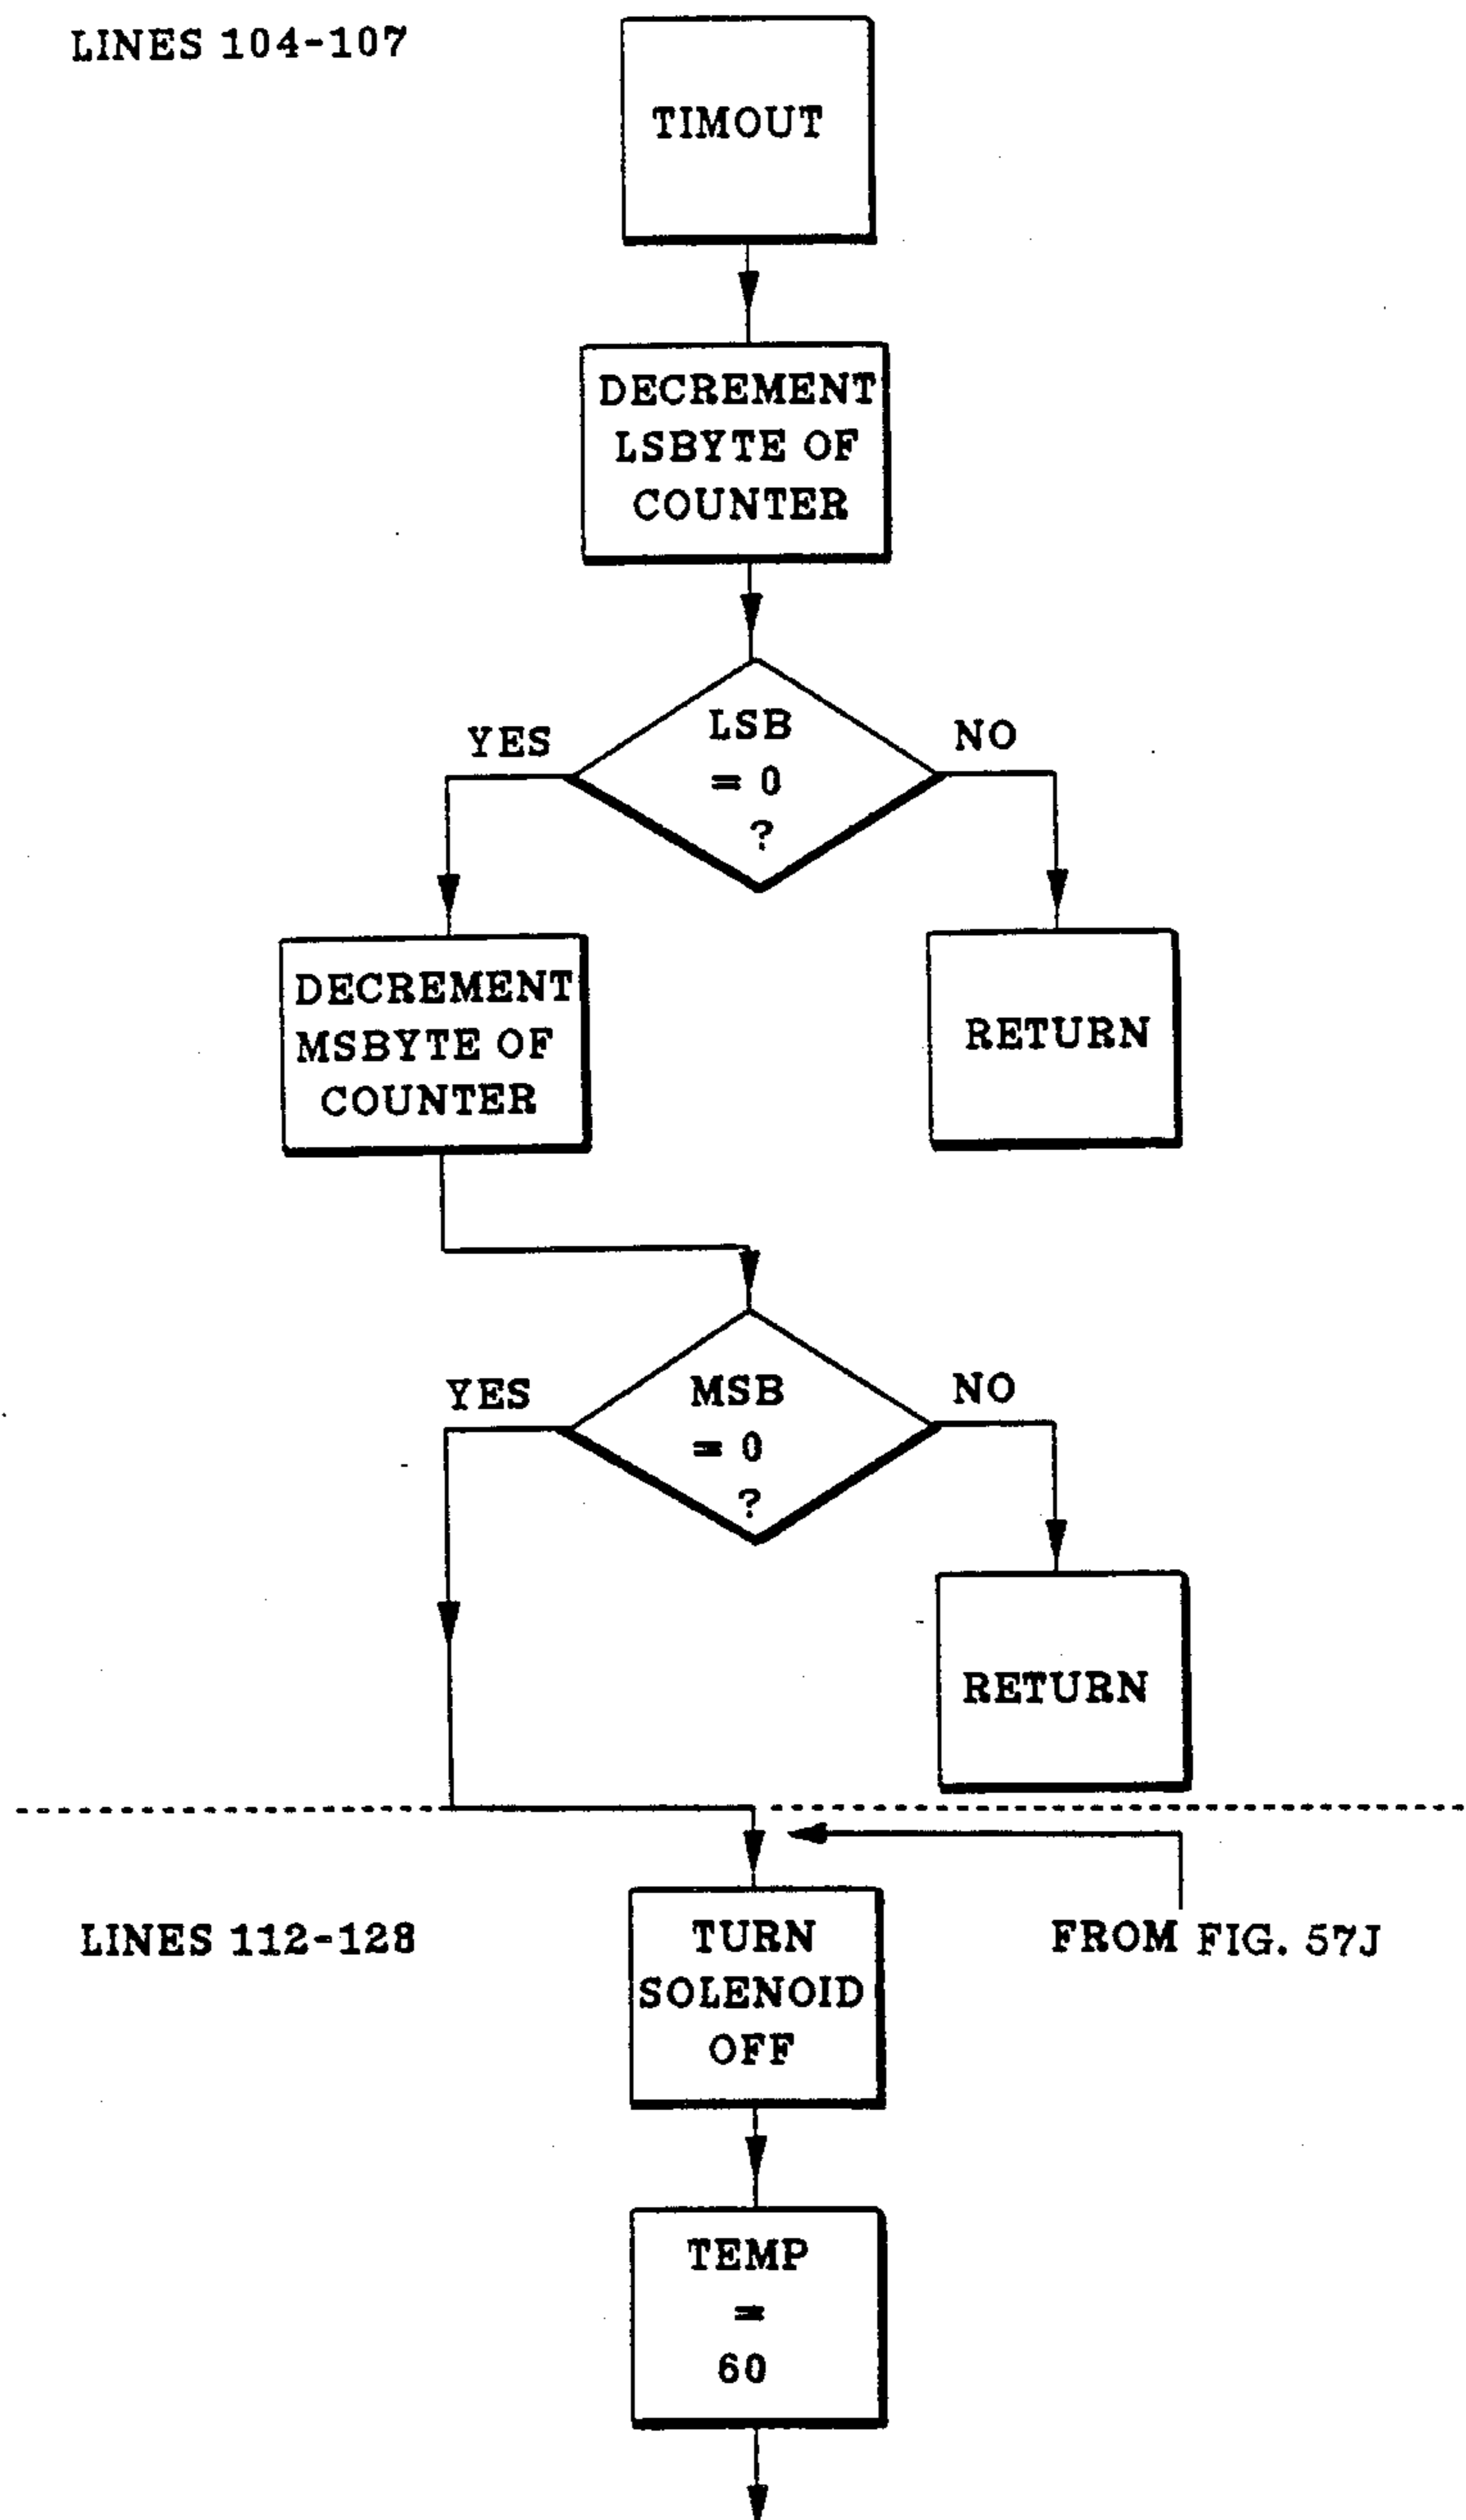 LINES 104-107
TIMOUT
DECREMENT
LSBYTE OF
COUNTER
LSB
= 0
?
YES
NO
DECREMENT
MSBYTE OF
COUNTER
RETURN
MSB
= 0
?
YES
NO
RETURN
LINES 112-128
TURN
SOLENOID
OFF
FROM FIG. 57J
TEMP
=
60